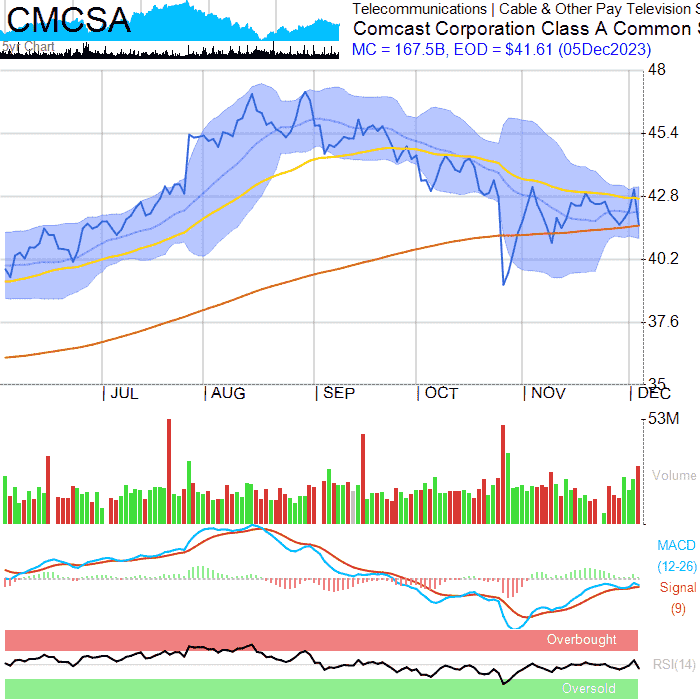 CMCSA
5yr Chart
Telecommunications | Cable & Other Pay Television S
Comcast Corporation Class A Common S
MC = 167.5B, EOD = $41.61 (05Dec2023)
48
45.4
42.8
40.2
37.6
35
JUL AUG SEP OCT NOV DEC
53M
Volume
MACD
(12-26)
Signal
(9)
Overbought
RSI(14)
Oversold